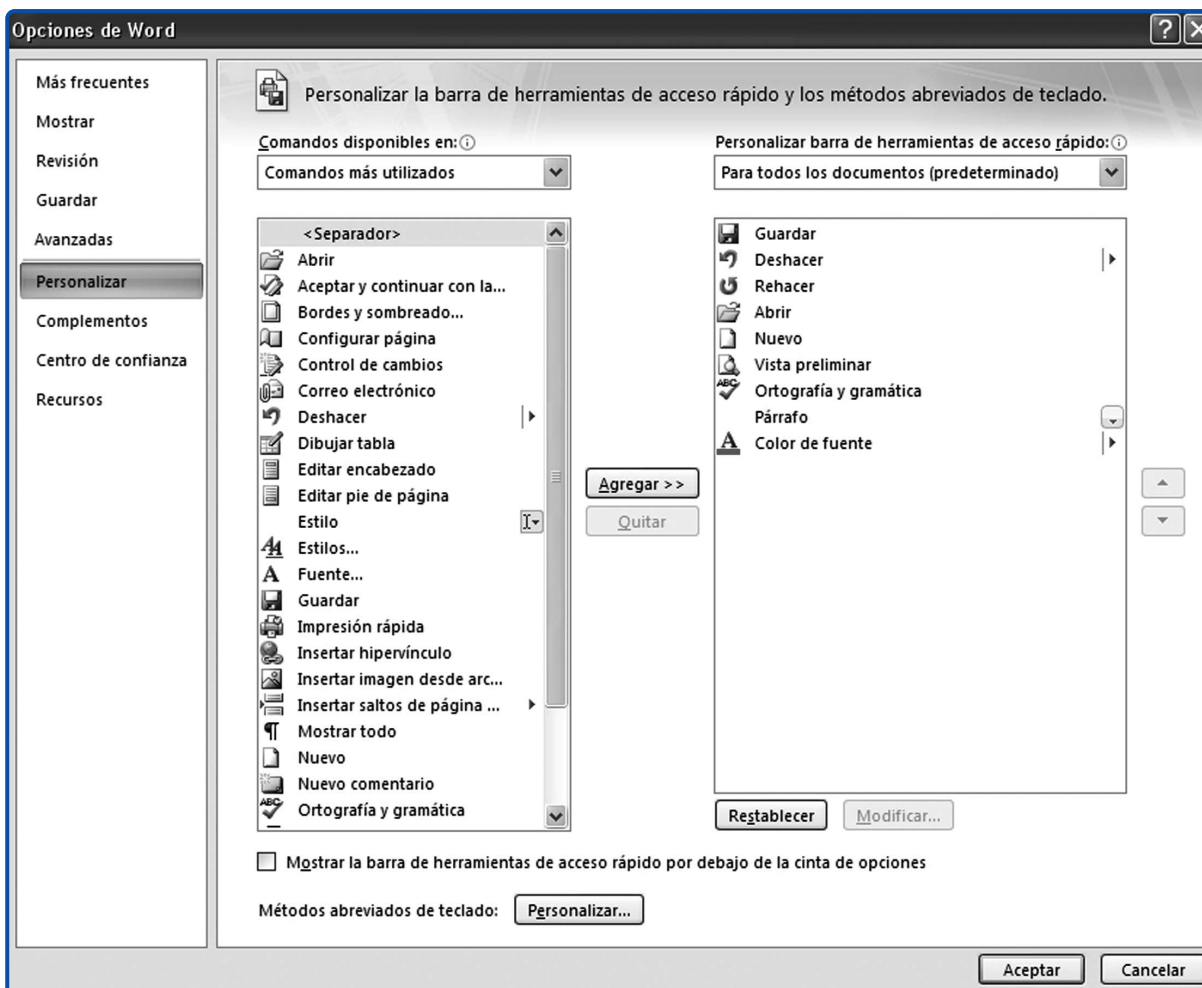 Opciones de Word
?
Más frecuentes
Mostrar
Revisión
Guardar
Avanzadas
Personalizar
Complementos
Centro de confianza
Recursos
Personalizar la barra de herramientas de acceso rápido y los métodos abreviados de teclado.
Comandos disponibles en:
Comandos más utilizados
<Separador>
Abrir
Aceptar y continuar con la...
Bordes y sombreado...
Configurar página
Control de cambios
Correo electrónico
Deshacer
Dibujar tabla
Editar encabezado
Editar pie de página
Estilo
Estilos...
Fuente...
Guardar
Impresión rápida
Insertar hipervínculo
Insertar imagen desde arc...
Insertar saltos de página ...
Mostrar todo
Nuevo
Nuevo comentario
Ortografía y gramática
Agregar >>
Quitar
Personalizar barra de herramientas de acceso rápido:
Para todos los documentos (predeterminado)
Guardar
Deshacer
Rehacer
Abrir
Nuevo
Vista preliminar
Ortografía y gramática
Párrafo
Color de fuente
Restablecer
Modificar...
Mostrar la barra de herramientas de acceso rápido por debajo de la cinta de opciones
Métodos abreviados de teclado:
Personalizar...
Aceptar
Cancelar